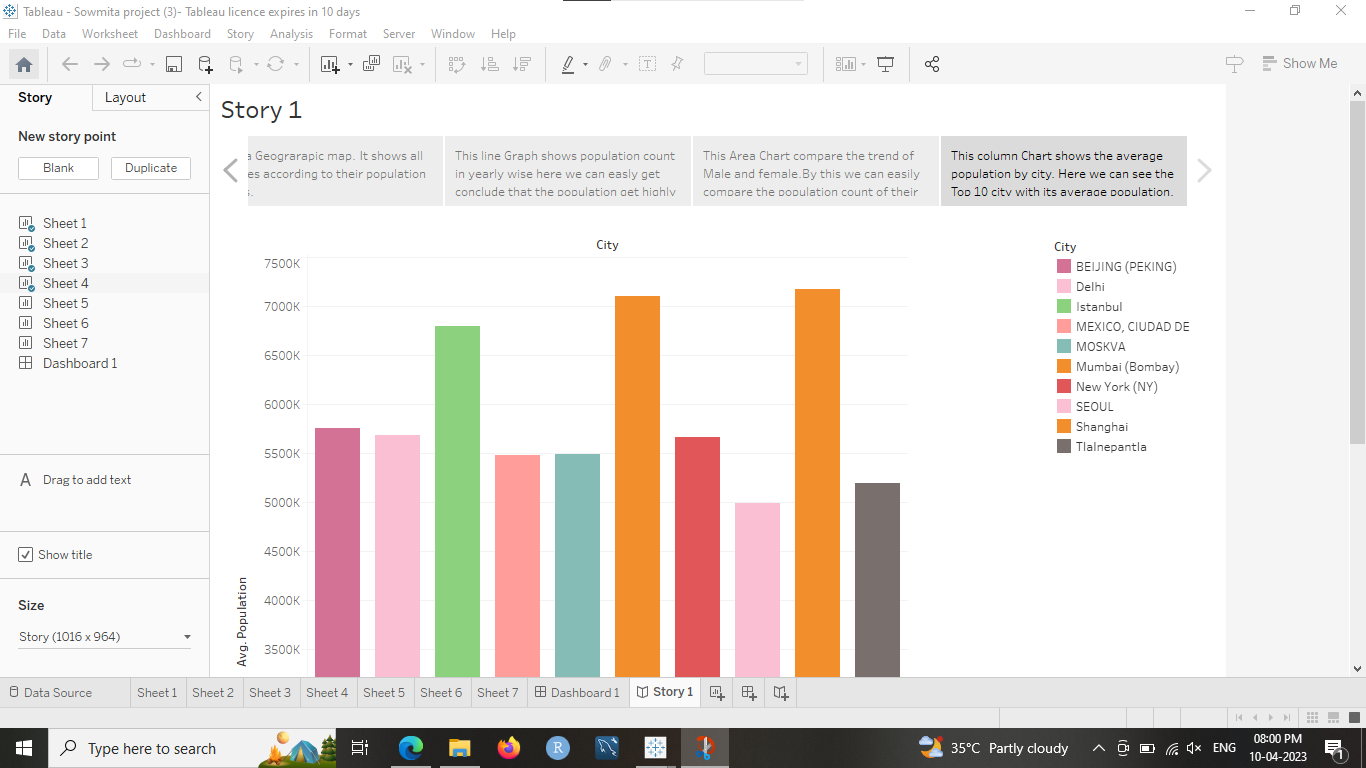 Tableau - Sowmita project (3)- Tableau licence expires in 10 days
File Data Worksheet Dashboard Story Analysis Format Server Window Help
Show Me
Story Layout
New story point
Blank Duplicate
Sheet 1
Sheet 2
Sheet 3
Sheet 4
Sheet 5
Sheet 6
Sheet 7
Dashboard 1
A Drag to add text
Show title
Size
Story (1016 x 964)
Story 1
a Geograrapic map. It shows all
es according to their population
s.
This line Graph shows population count
in yearly wise here we can easly get
conclude that the population get highly
This Area Chart compare the trend of
Male and female.By this we can easily
compare the population count of their
This column Chart shows the average
population by city. Here we can see the
Top 10 city with its average population.
City
7500K
7000K
6500K
6000K
5500K
5000K
4500K
4000K
3500K
Avg. Population
City
BEIJING (PEKING)
Delhi
Istanbul
MEXICO, CIUDAD DE
MOSKVA
Mumbai (Bombay)
New York (NY)
SEOUL
Shanghai
Tlalnepantla
Data Source Sheet 1 Sheet 2 Sheet 3 Sheet 4 Sheet 5 Sheet 6 Sheet 7 Dashboard 1 Story 1
Type here to search
R
35°C Partly cloudy
ENG
08:00 PM
10-04-2023
1